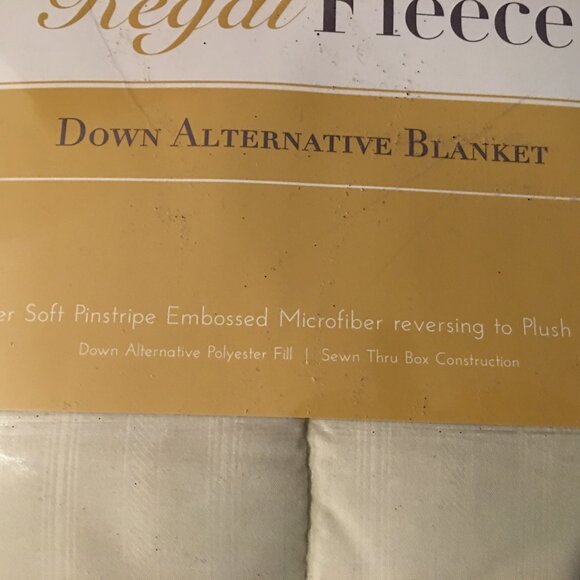 Regal Fleece
DOWN ALTERNATIVE BLANKET
er Soft Pinstripe Embossed Microfiber reversing to Plush
Down Alternative Polyester Fill | Sewn Thru Box Construction